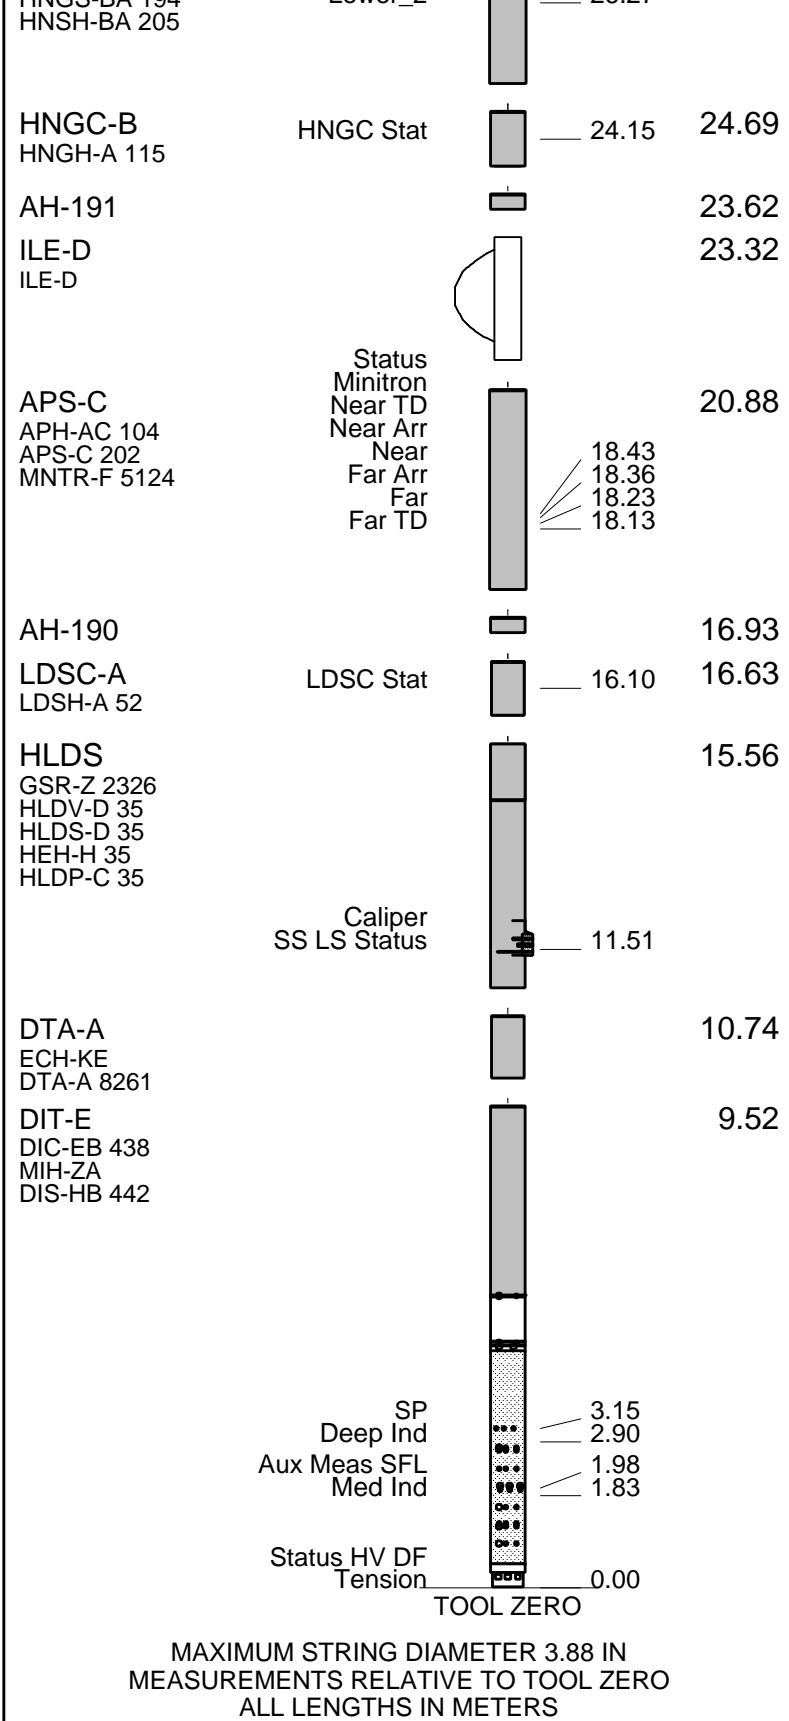 HNSH-BA 205
HNGC-B HNGC Stat 24.15 24.69
HNGH-A 115
AH-191 23.62
ILE-D 23.32
ILE-D
Status
Minitron
APS-C Near TD 20.88
APH-AC 104 Near Arr
APS-C 202 Near 18.43
MNTR-F 5124 Far Arr 18.36
Far 18.23
Far TD 18.13
AH-190 16.93
LDSC-A LDSC Stat 16.10 16.63
LDSH-A 52
HLDS 15.56
GSR-Z 2326
HLDV-D 35
HLDS-D 35
HEH-H 35
HLDP-C 35
Caliper
SS LS Status 11.51
DTA-A 10.74
ECH-KE
DTA-A 8261
DIT-E 9.52
DIC-EB 438
MIH-ZA
DIS-HB 442
SP 3.15
Deep Ind 2.90
Aux Meas SFL 1.98
Med Ind 1.83
Status HV DF
Tension 0.00
TOOL ZERO
MAXIMUM STRING DIAMETER 3.88 IN
MEASUREMENTS RELATIVE TO TOOL ZERO
ALL LENGTHS IN METERS